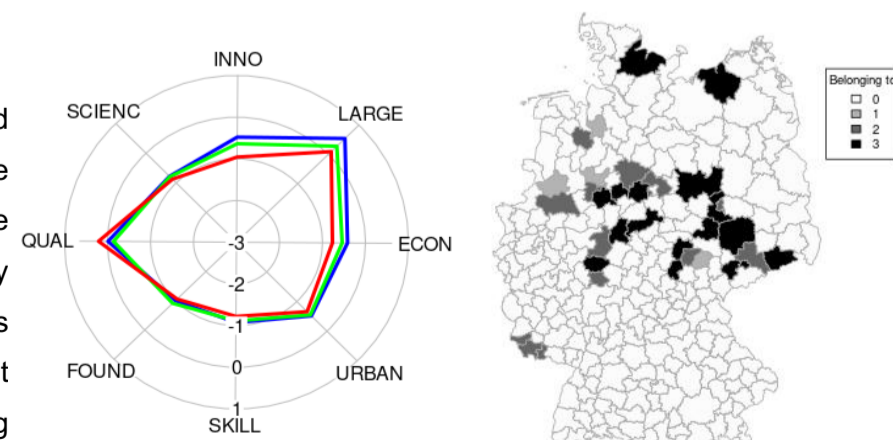 INNO
SCIENC
LARGE
d
e
QUAL
e
-3
ECON
y
-2
s
-1
t
0
FOUND
URBAN
1
g
SKILL
Belonging to
0
1
2
3